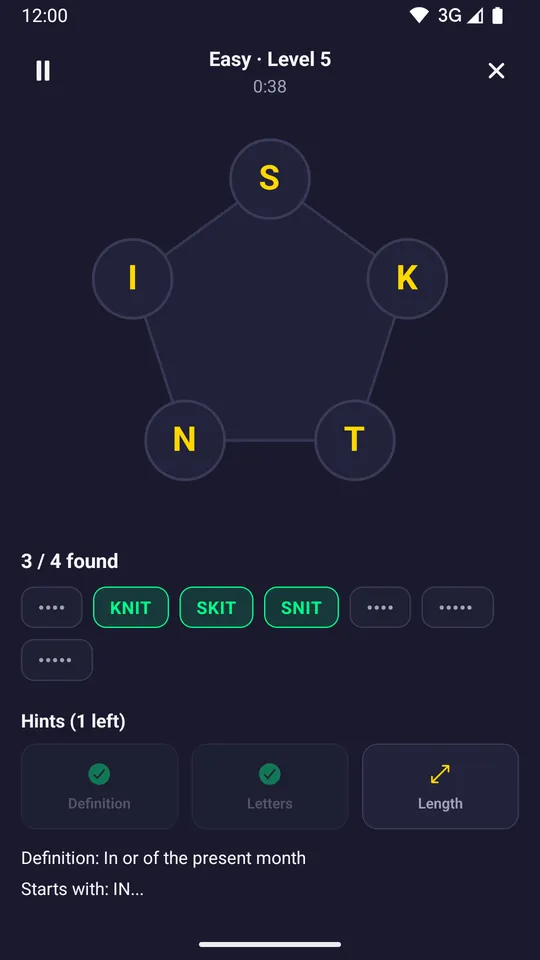 12:00
3G
Easy · Level 5
0:38
S
I
K
N
T
3 / 4 found
•••• KNIT SKIT SNIT •••• •••••
•••••
Hints (1 left)
Definition Letters Length
Definition: In or of the present month
Starts with: IN...